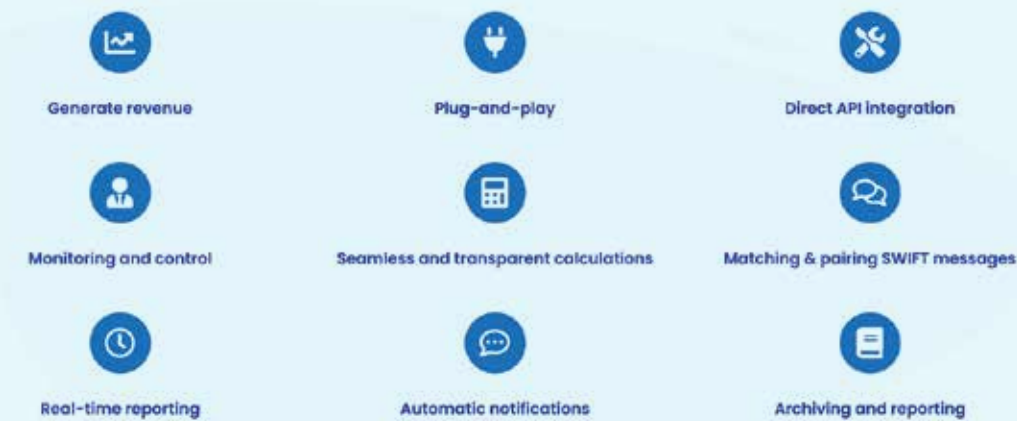 Generate revenue
Plug-and-play
Direct API integration
Monitoring and control
Seamless and transparent calculations
Matching & pairing SWIFT messages
Real-time reporting
Automatic notifications
Archiving and reporting